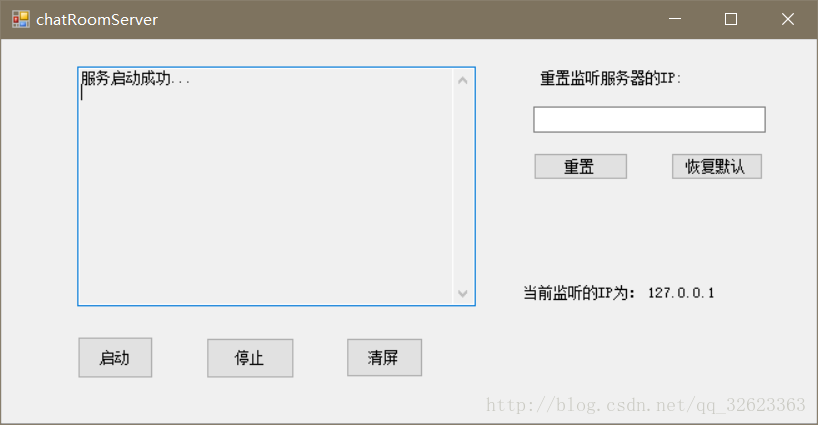 chatRoomServer
服务启动成功...
重置监听服务器的IP:
重置
恢复默认
当前监听的IP为: 127.0.0.1
启动
停止
清屏
http://blog.csdn.net/qq_32623363